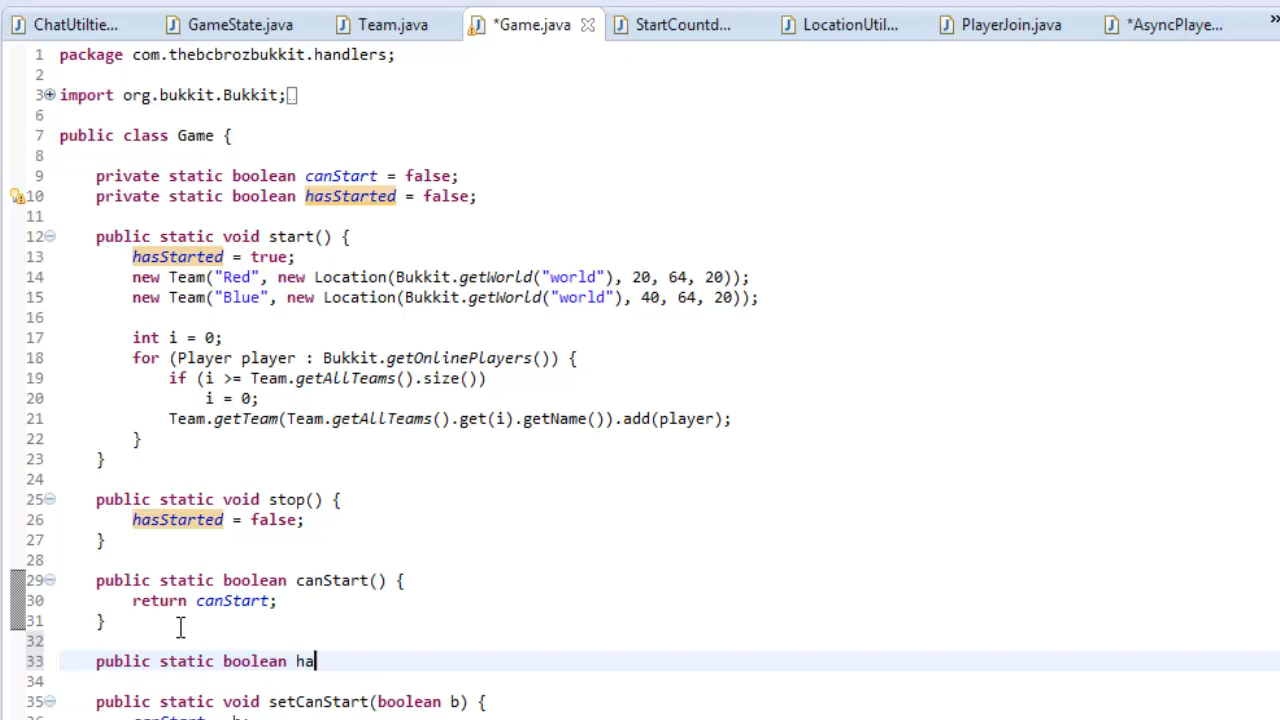 ChatUtiltie... GameState.java Team.java *Game.java StartCountd... LocationUtil... PlayerJoin.java *AsyncPlaye... »
1 package com.thebcbrozbukkit.handlers;
2
3 import org.bukkit.Bukkit;
6
7 public class Game {
8
9 private static boolean canStart = false;
10 private static boolean hasStarted = false;
11
12 public static void start() {
13 hasStarted = true;
14 new Team("Red", new Location(Bukkit.getWorld("world"), 20, 64, 20));
15 new Team("Blue", new Location(Bukkit.getWorld("world"), 40, 64, 20));
16
17 int i = 0;
18 for (Player player : Bukkit.getOnlinePlayers()) {
19 if (i >= Team.getAllTeams().size())
20 i = 0;
21 Team.getTeam(Team.getAllTeams().get(i).getName()).add(player);
22 }
23 }
24
25 public static void stop() {
26 hasStarted = false;
27 }
28
29 public static boolean canStart() {
30 return canStart;
31 }
32
33 public static boolean ha
34
35 public static void setCanStart(boolean b) {